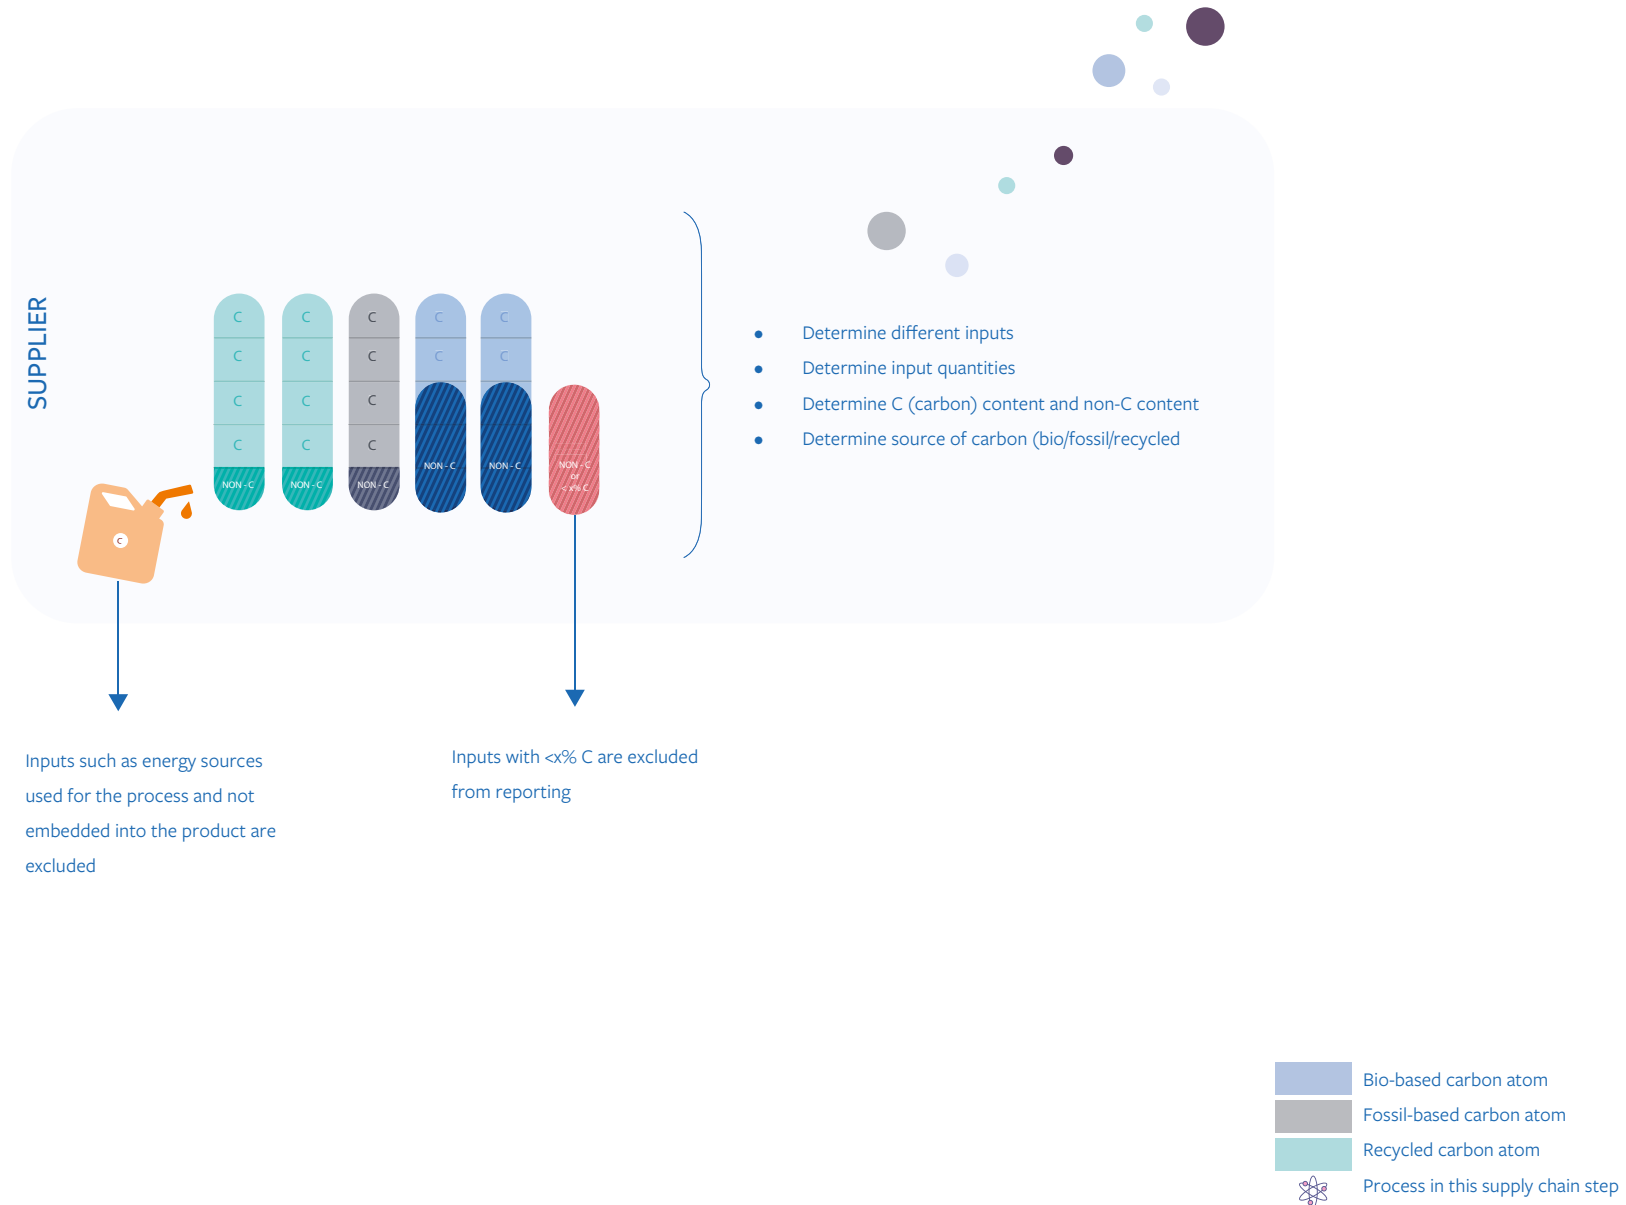 SUPPLIER
C
C
C
C
NON - C
C
C
C
C
NON - C
C
C
C
C
NON - C
C
C
NON - C
C
C
NON - C
NON - C
or
< x% C
C
● Determine different inputs
● Determine input quantities
● Determine C (carbon) content and non-C content
● Determine source of carbon (bio/fossil/recycled
Inputs such as energy sources
used for the process and not
embedded into the product are
excluded
Inputs with <x% C are excluded
from reporting
Bio-based carbon atom
Fossil-based carbon atom
Recycled carbon atom
Process in this supply chain step